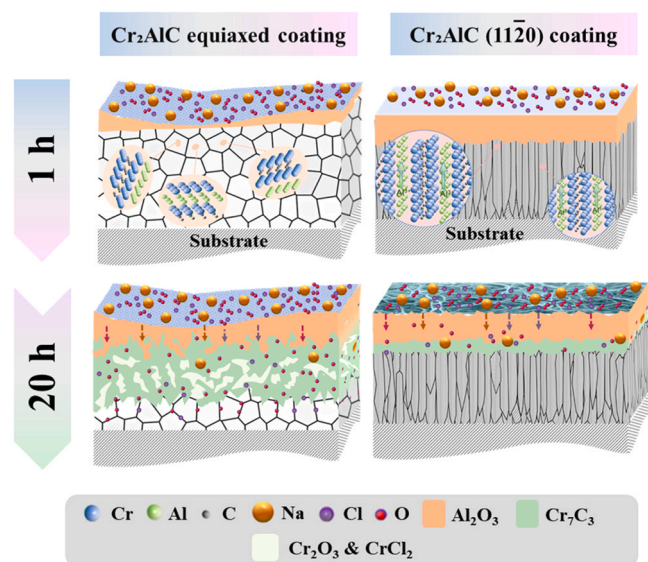 Cr₂AlC equiaxed coating
Cr₂AlC (112̅0) coating
1 h
Substrate
Substrate
20 h
Cr Al C Na Cl O Al₂O₃ Cr₇C₃
Cr₂O₃ & CrCl₂